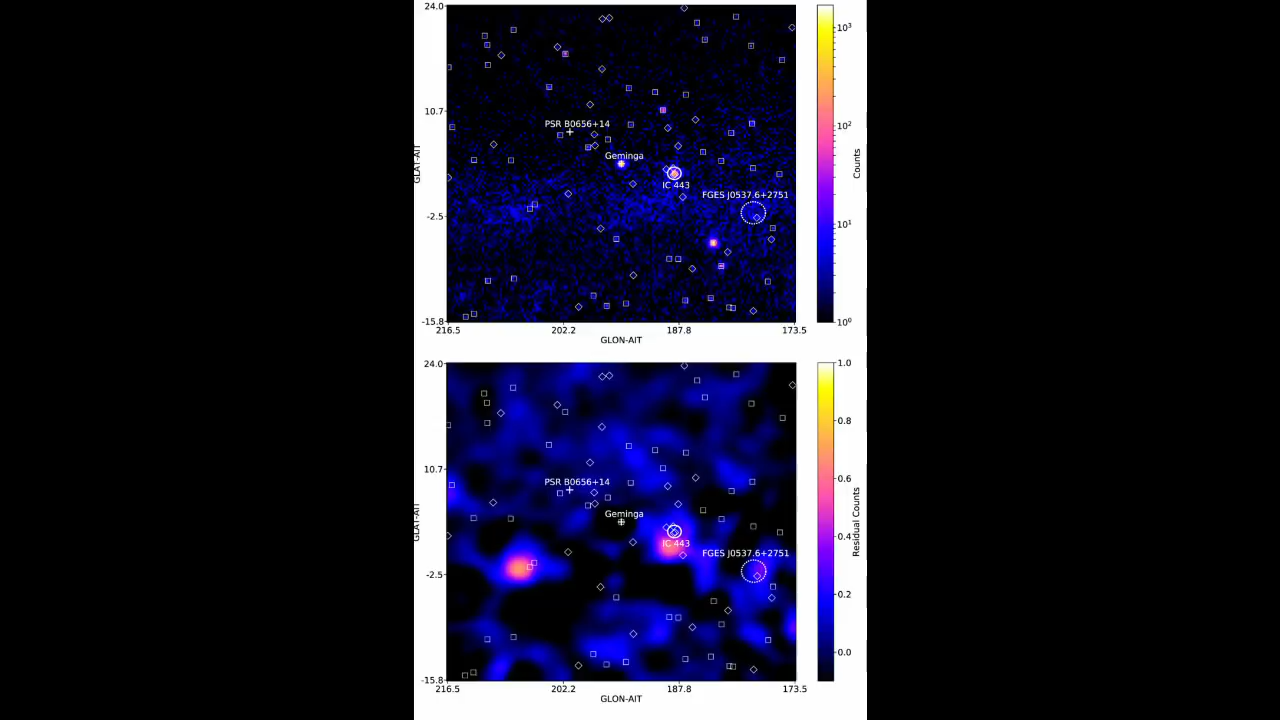 24.0
10.7
-2.5
-15.8
216.5 202.2 187.8 173.5
GLON-AIT
GLAT-AIT
PSR B0656+14
Geminga
IC 443
FGES J0537.6+2751
10³
10²
10¹
10⁰
Counts
24.0
10.7
-2.5
-15.8
216.5 202.2 187.8 173.5
GLON-AIT
GLAT-AIT
PSR B0656+14
Geminga
IC 443
FGES J0537.6+2751
1.0
0.8
0.6
0.4
0.2
0.0
Residual Counts